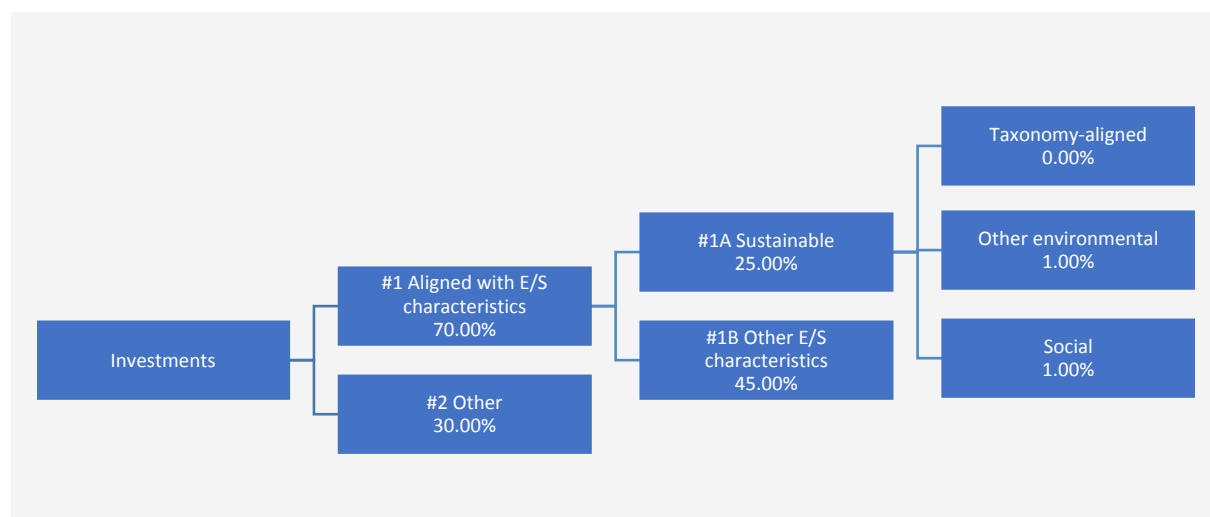 Investments
#1 Aligned with E/S
characteristics
70.00%
#2 Other
30.00%
#1A Sustainable
25.00%
#1B Other E/S
characteristics
45.00%
Taxonomy-aligned
0.00%
Other environmental
1.00%
Social
1.00%